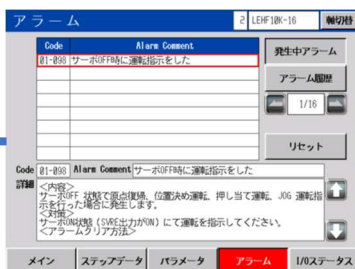 アラーム 2 LEHF10K-16 軸切替
Code Alarm Comment
01-098 サーボOFF時に運転指示をした
発生中アラーム
アラーム履歴
1/16
リセット
Code 01-098 Alarm Comment サーボOFF時に運転指示をした
詳細 <内容>
サーボOFF 状態で原点復帰、位置決め運転、押し当て運転、JOG 運転指
示を行った場合に発生します。
<対策>
サーボON状態(SVRE出力がON)にて運転を指示してください。
<アラームクリア方法>
メイン ステップデータ パラメータ アラーム I/Oステータス